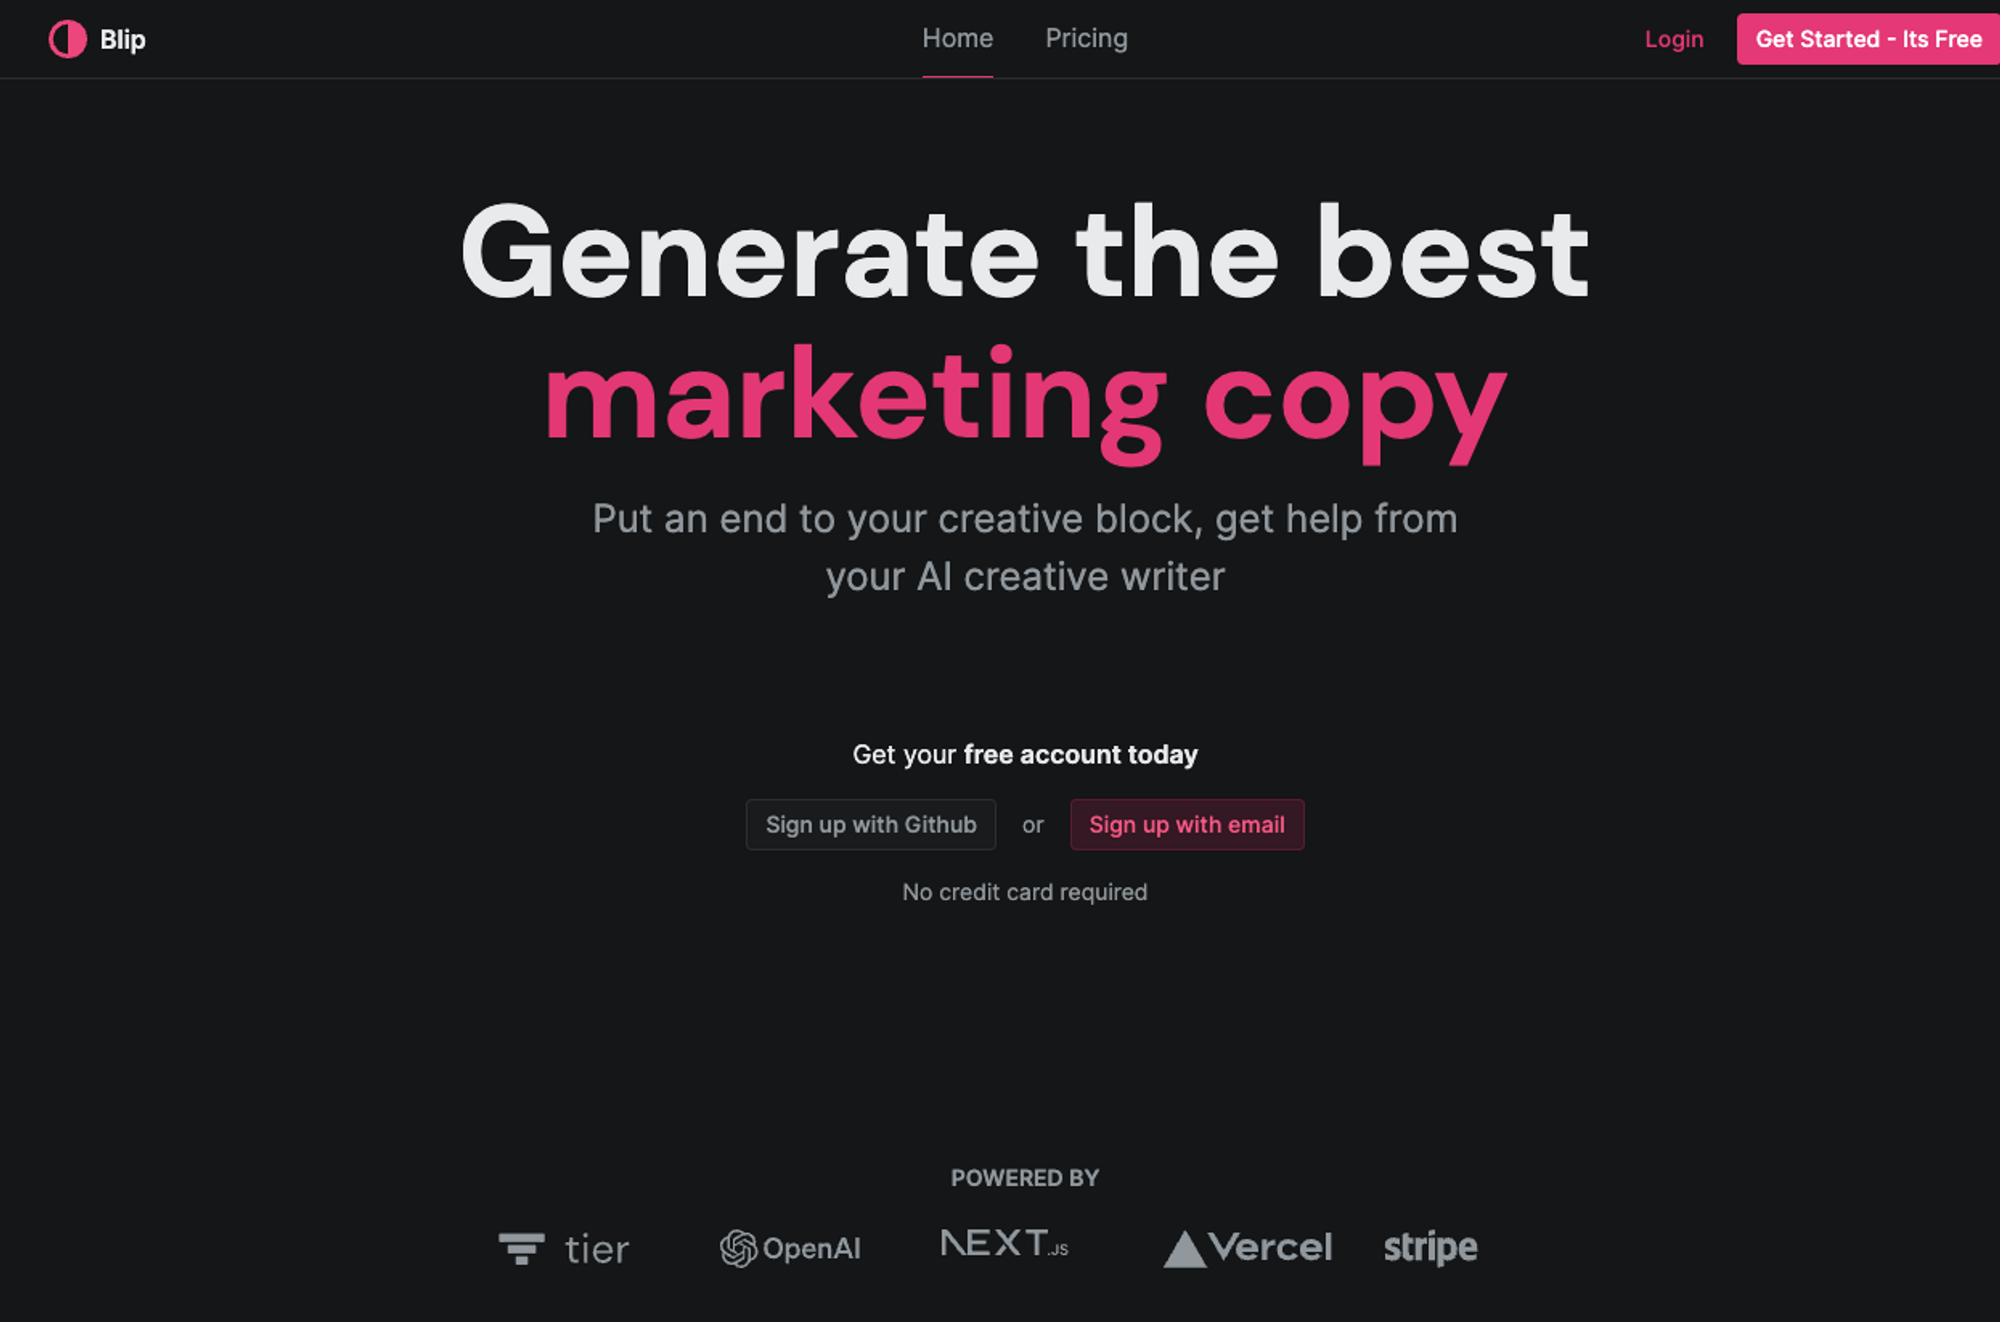 Blip
Home
Pricing
Login
Get Started - Its Free
Generate the best
marketing copy
Put an end to your creative block, get help from
your AI creative writer
Get your free account today
Sign up with Github or Sign up with email
No credit card required
POWERED BY
tier
OpenAI
NEXT.JS
Vercel
stripe